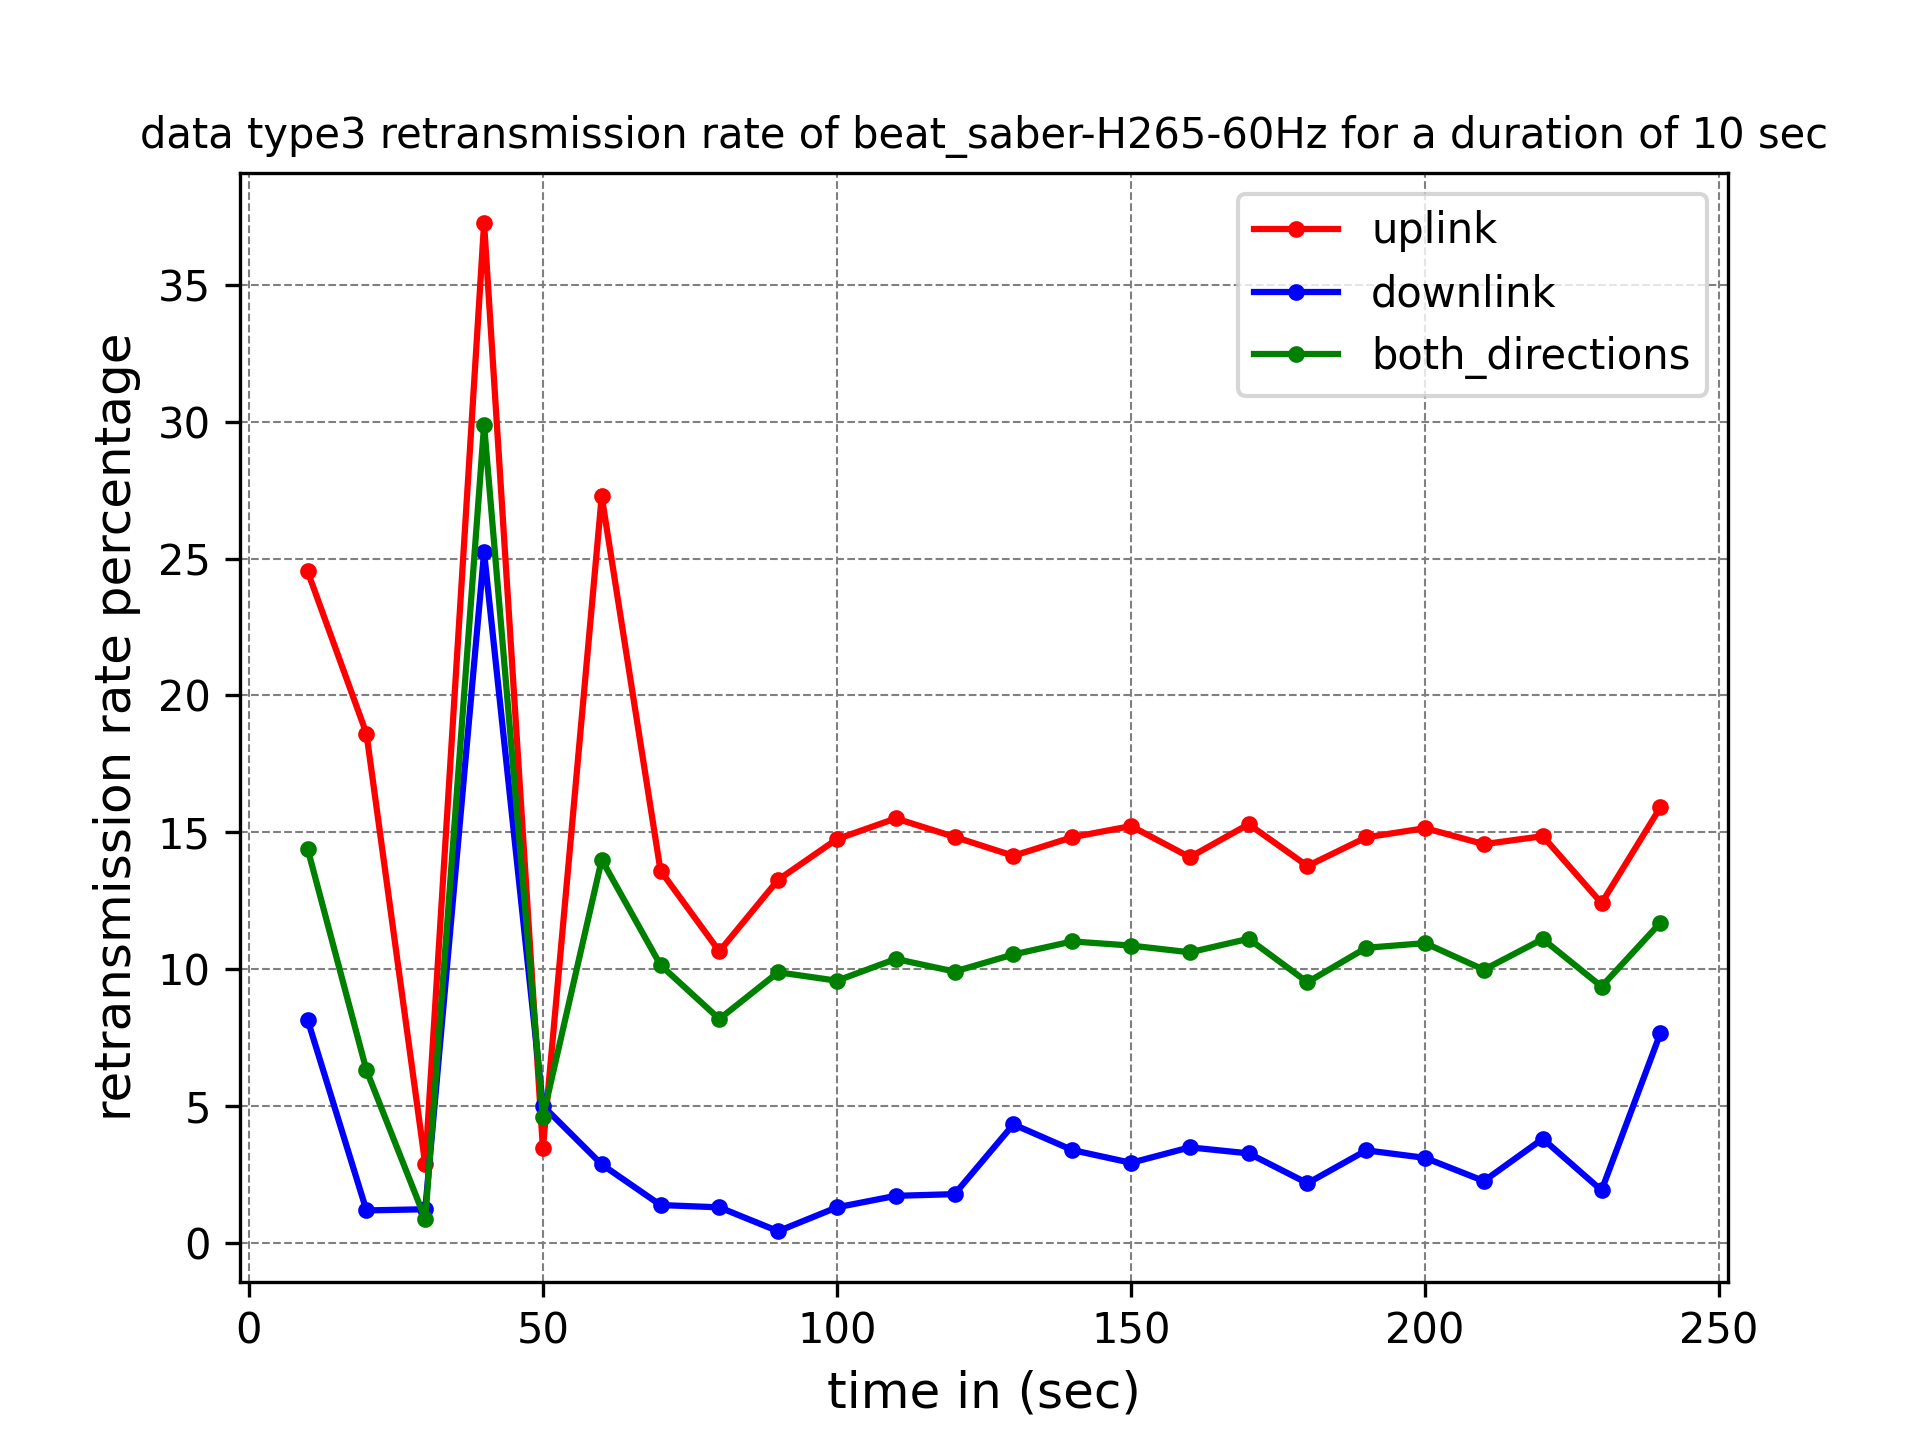 data type3 retransmission rate of beat_saber-H265-60Hz for a duration of 10 sec
uplink
downlink
both_directions
retransmission rate percentage
35
30
25
20
15
10
5
0
0 50 100 150 200 250
time in (sec)